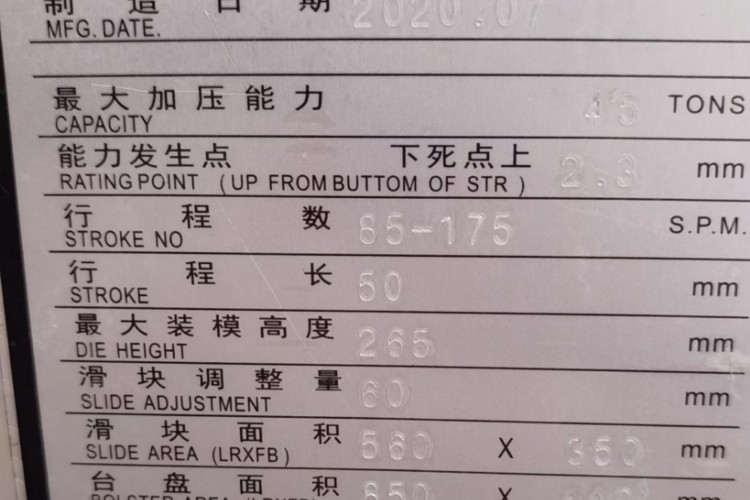 制造日期 2020.07
MFG. DATE.
最大加压能力 45 TONS
CAPACITY
能力发生点 下死点上 2.3 mm
RATING POINT (UP FROM BUTTOM OF STR)
行程数 85-175 S.P.M.
STROKE NO
行程长 50 mm
STROKE
最大装模高度 265 mm
DIE HEIGHT
滑块调整量 60 mm
SLIDE ADJUSTMENT
滑块面积 560 X 350 mm
SLIDE AREA (LRXFB)
台盘面积 850 X
BOLSTER AREA